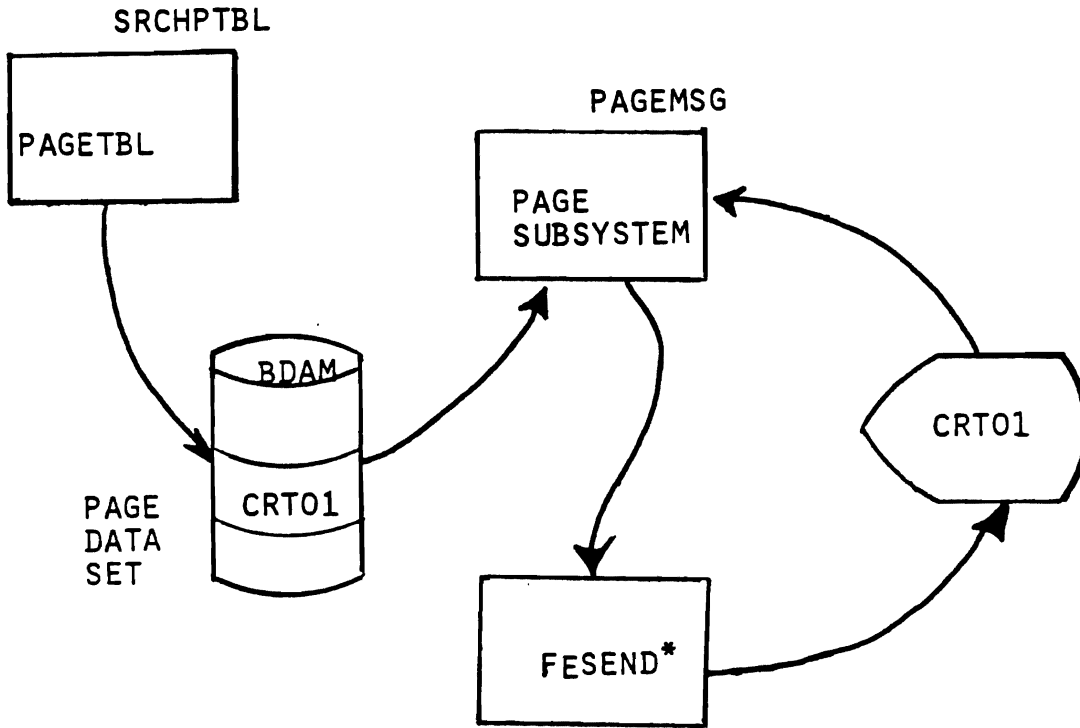 SRCHPTBL
PAGETBL
PAGEMSG
PAGE
SUBSYSTEM
BDAM
CRT01
PAGE
DATA
SET
CRT01
FESEND*